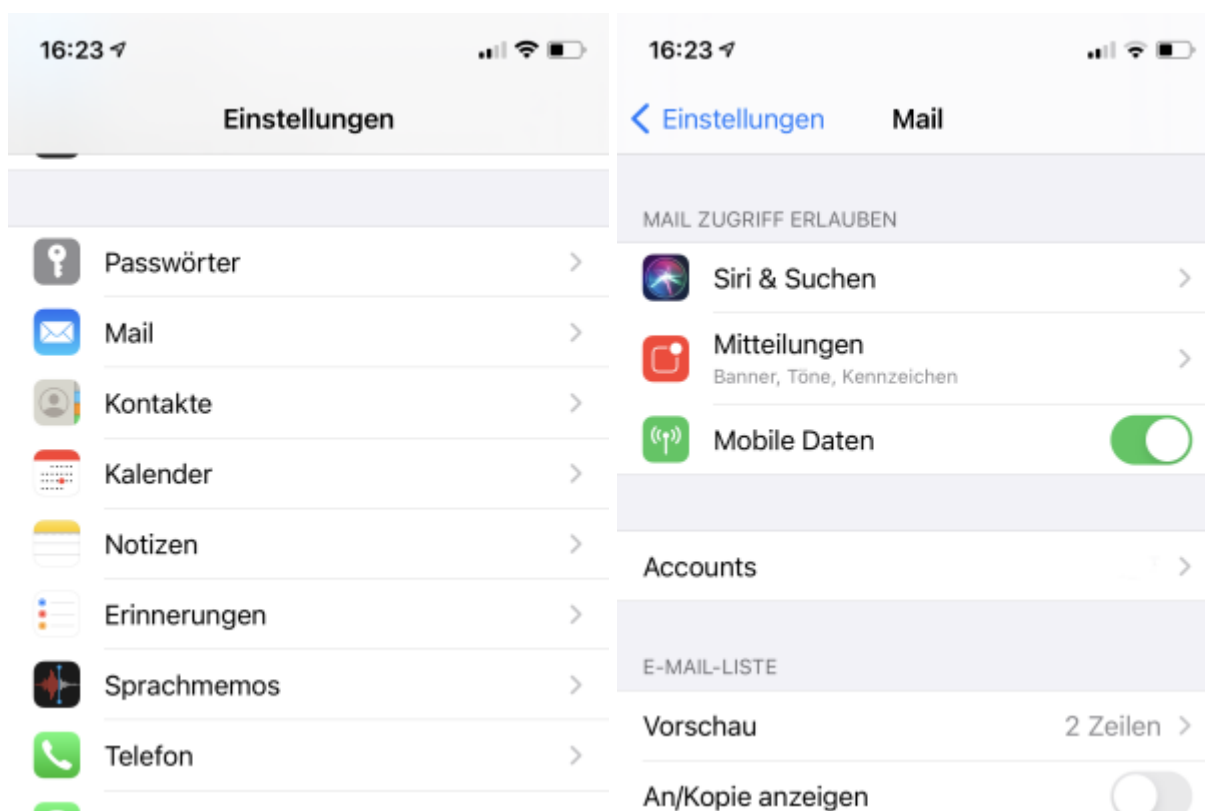 16:23
Einstellungen
Passwörter
Mail
Kontakte
Kalender
Notizen
Erinnerungen
Sprachmemos
Telefon
16:23
Einstellungen
Mail
MAIL ZUGRIFF ERLAUBEN
Siri & Suchen
Mitteilungen
Banner, Töne, Kennzeichen
Mobile Daten
Accounts
E-MAIL-LISTE
Vorschau
2 Zeilen
An/Kopie anzeigen